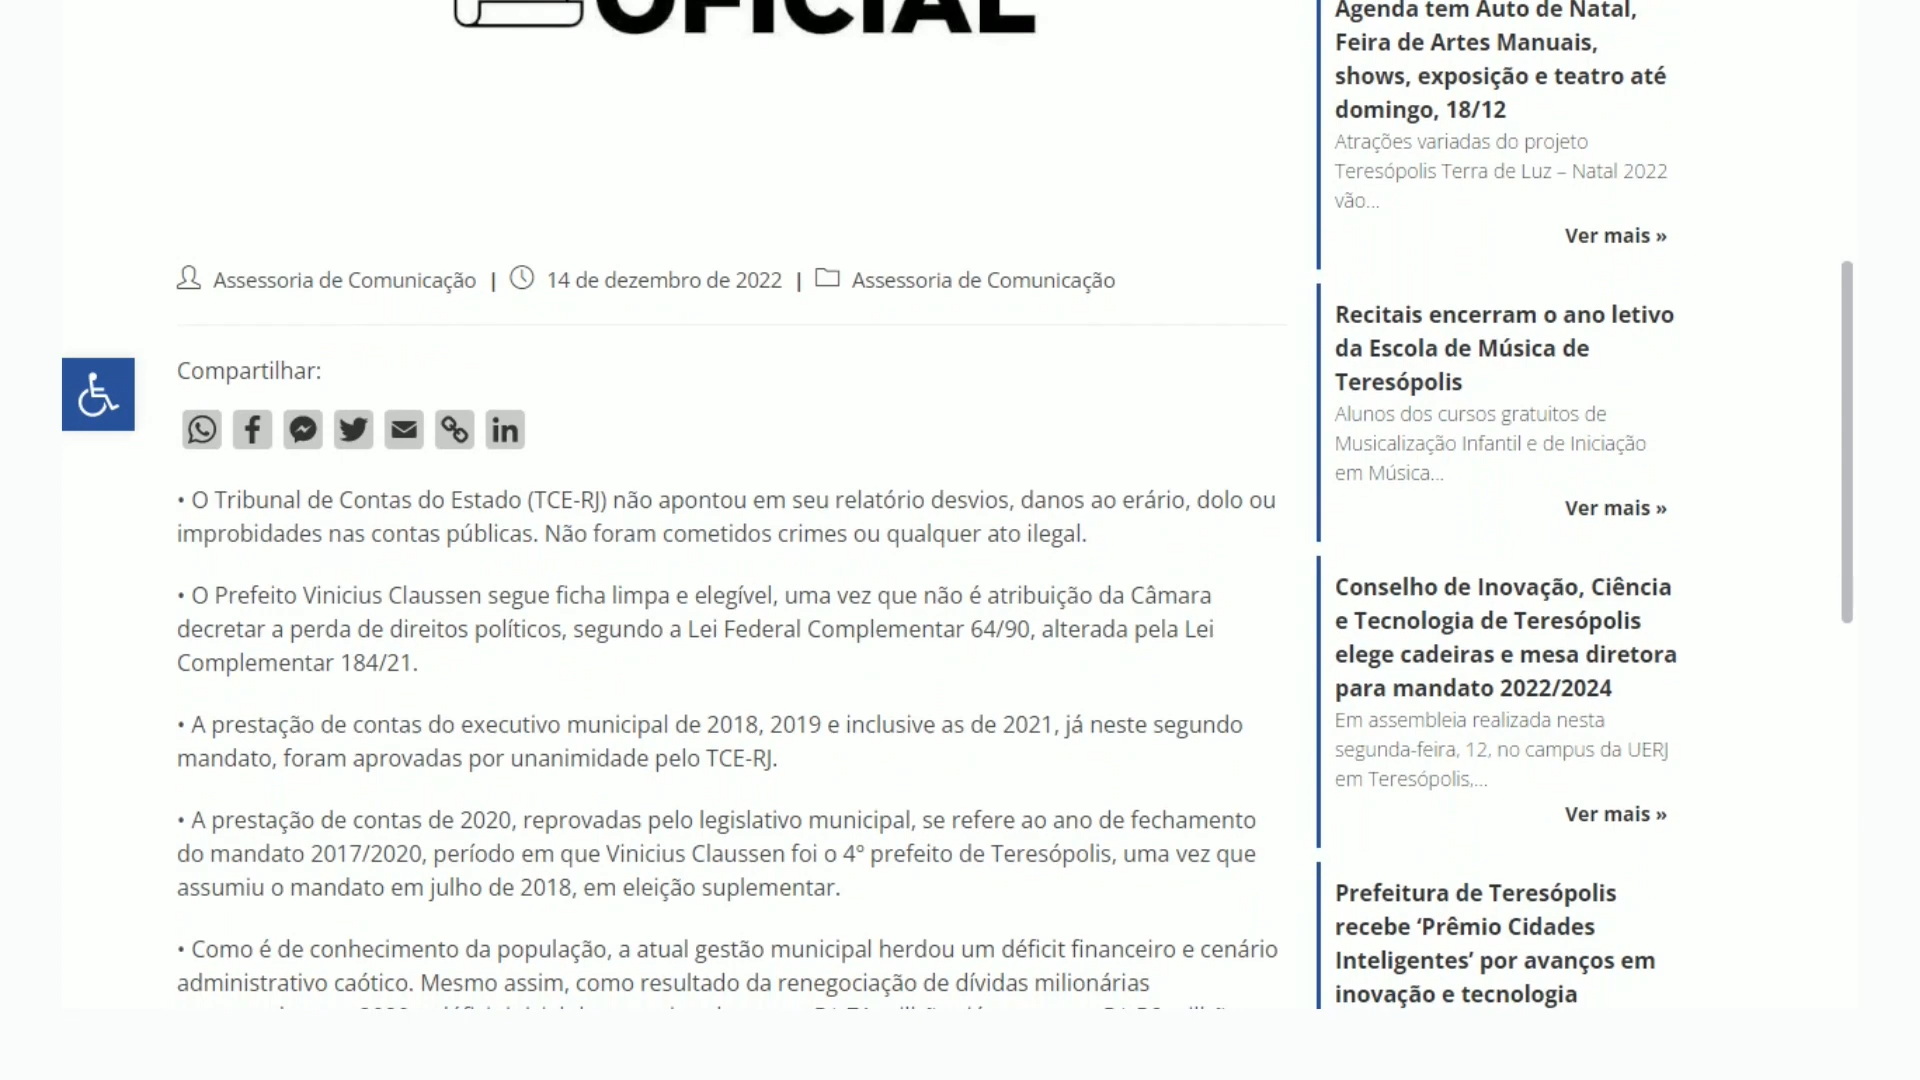 OFICIAL
Assessoria de Comunicação | 14 de dezembro de 2022 | Assessoria de Comunicação
Compartilhar:
• O Tribunal de Contas do Estado (TCE-RJ) não apontou em seu relatório desvios, danos ao erário, dolo ou
improbidades nas contas públicas. Não foram cometidos crimes ou qualquer ato ilegal.
• O Prefeito Vinicius Claussen segue ficha limpa e elegível, uma vez que não é atribuição da Câmara
decretar a perda de direitos políticos, segundo a Lei Federal Complementar 64/90, alterada pela Lei
Complementar 184/21.
• A prestação de contas do executivo municipal de 2018, 2019 e inclusive as de 2021, já neste segundo
mandato, foram aprovadas por unanimidade pelo TCE-RJ.
• A prestação de contas de 2020, reprovadas pelo legislativo municipal, se refere ao ano de fechamento
do mandato 2017/2020, período em que Vinicius Claussen foi o 4º prefeito de Teresópolis, uma vez que
assumiu o mandato em julho de 2018, em eleição suplementar.
• Como é de conhecimento da população, a atual gestão municipal herdou um déficit financeiro e cenário
administrativo caótico. Mesmo assim, como resultado da renegociação de dívidas milionárias
Agenda tem Auto de Natal,
Feira de Artes Manuais,
shows, exposição e teatro até
domingo, 18/12
Atrações variadas do projeto
Teresópolis Terra de Luz – Natal 2022
vão...
Ver mais »
Recitais encerram o ano letivo
da Escola de Música de
Teresópolis
Alunos dos cursos gratuitos de
Musicalização Infantil e de Iniciação
em Música...
Ver mais »
Conselho de Inovação, Ciência
e Tecnologia de Teresópolis
elege cadeiras e mesa diretora
para mandato 2022/2024
Em assembleia realizada nesta
segunda-feira, 12, no campus da UERJ
em Teresópolis,...
Ver mais »
Prefeitura de Teresópolis
recebe ‘Prêmio Cidades
Inteligentes’ por avanços em
inovação e tecnologia